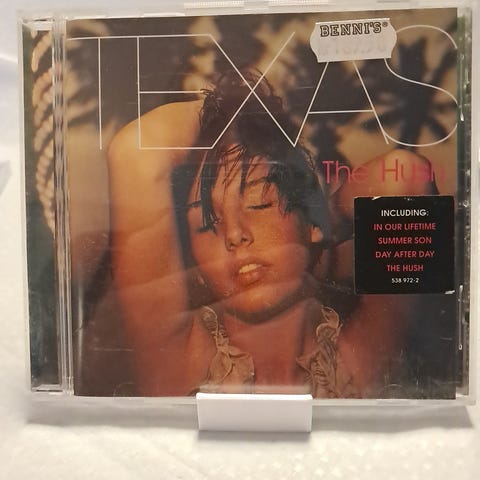 BENNI'S®
TEXAS
The Hush
INCLUDING:
IN OUR LIFETIME
SUMMER SON
DAY AFTER DAY
THE HUSH
538 972-2